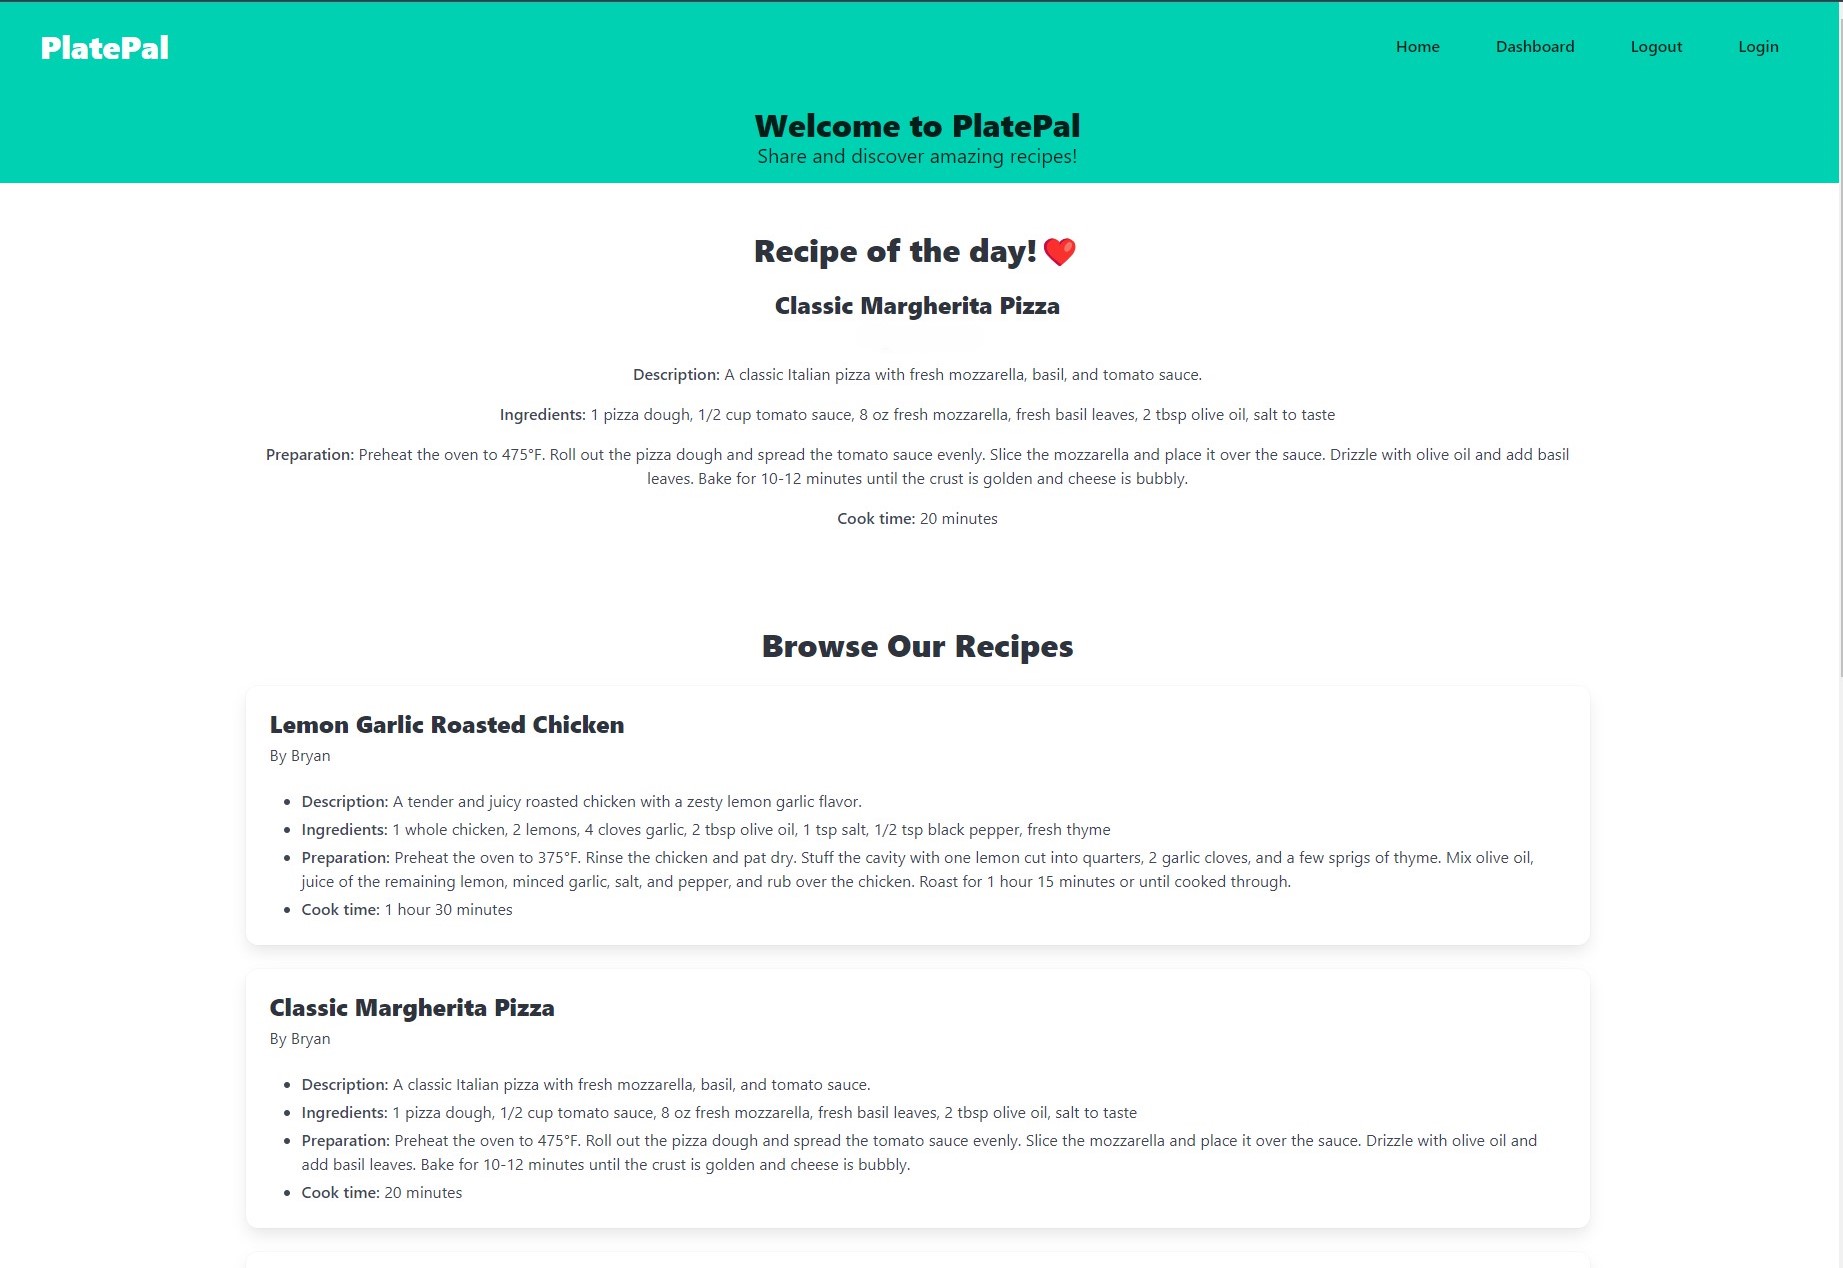 PlatePal
Home Dashboard Logout Login
Welcome to PlatePal
Share and discover amazing recipes!
Recipe of the day!❤️
Classic Margherita Pizza
Description: A classic Italian pizza with fresh mozzarella, basil, and tomato sauce.
Ingredients: 1 pizza dough, 1/2 cup tomato sauce, 8 oz fresh mozzarella, fresh basil leaves, 2 tbsp olive oil, salt to taste
Preparation: Preheat the oven to 475°F. Roll out the pizza dough and spread the tomato sauce evenly. Slice the mozzarella and place it over the sauce. Drizzle with olive oil and add basil
leaves. Bake for 10-12 minutes until the crust is golden and cheese is bubbly.
Cook time: 20 minutes
Browse Our Recipes
Lemon Garlic Roasted Chicken
By Bryan
• Description: A tender and juicy roasted chicken with a zesty lemon garlic flavor.
• Ingredients: 1 whole chicken, 2 lemons, 4 cloves garlic, 2 tbsp olive oil, 1 tsp salt, 1/2 tsp black pepper, fresh thyme
• Preparation: Preheat the oven to 375°F. Rinse the chicken and pat dry. Stuff the cavity with one lemon cut into quarters, 2 garlic cloves, and a few sprigs of thyme. Mix olive oil,
juice of the remaining lemon, minced garlic, salt, and pepper, and rub over the chicken. Roast for 1 hour 15 minutes or until cooked through.
• Cook time: 1 hour 30 minutes
Classic Margherita Pizza
By Bryan
• Description: A classic Italian pizza with fresh mozzarella, basil, and tomato sauce.
• Ingredients: 1 pizza dough, 1/2 cup tomato sauce, 8 oz fresh mozzarella, fresh basil leaves, 2 tbsp olive oil, salt to taste
• Preparation: Preheat the oven to 475°F. Roll out the pizza dough and spread the tomato sauce evenly. Slice the mozzarella and place it over the sauce. Drizzle with olive oil and
add basil leaves. Bake for 10-12 minutes until the crust is golden and cheese is bubbly.
• Cook time: 20 minutes